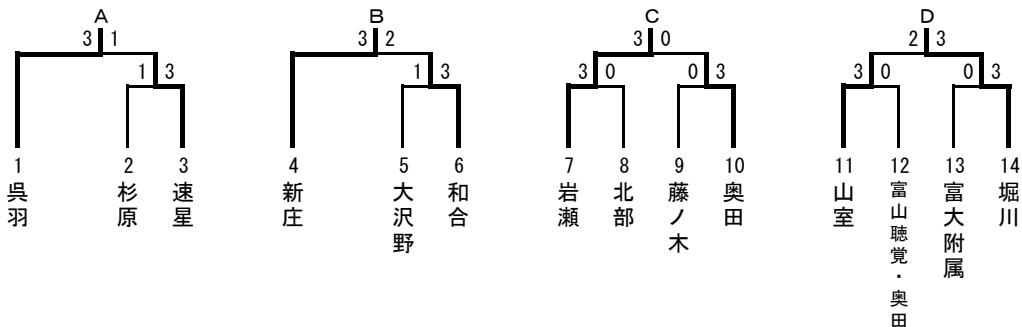 A B C D
3 1 3 2 3 0 2 3
1 3 1 3 3 0 0 3 3 0 0 3
1 2 3 4 5 6 7 8 9 10 11 12 13 14
呉羽
杉原
速星
新庄
大沢野
和合
岩瀬
北部
藤ノ木
奥田
山室
富山聴覚・奥田
富大附属
堀川